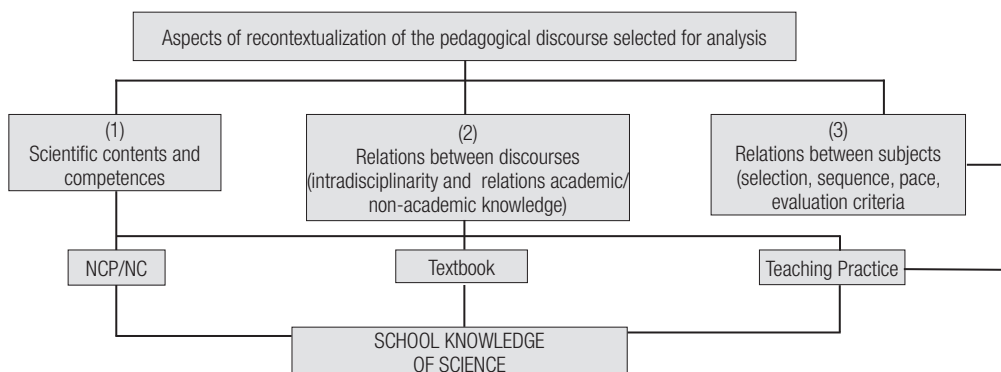 Aspects of recontextualization of the pedagogical discourse selected for analysis
(1)
Scientific contents and
competences
(2)
Relations between discourses
(intradisciplinarity and relations academic/
non-academic knowledge)
(3)
Relations between subjects
(selection, sequence, pace,
evaluation criteria
NCP/NC
Textbook
Teaching Practice
SCHOOL KNOWLEDGE
OF SCIENCE